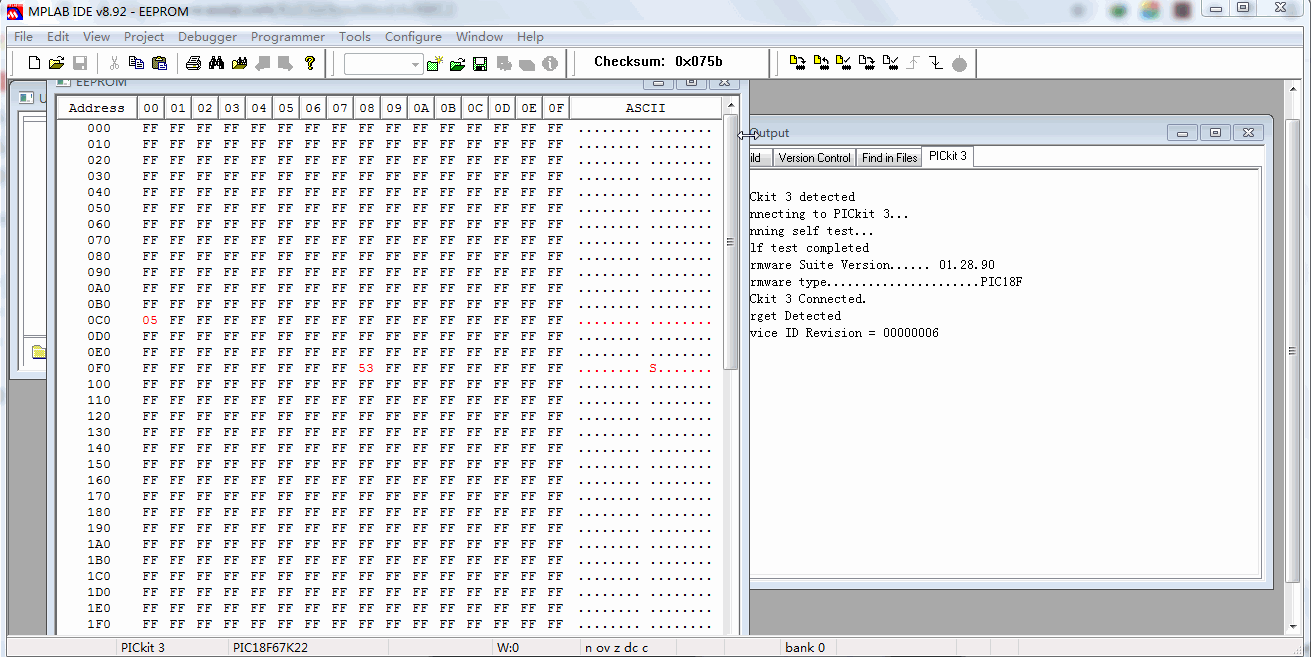 MPLAB IDE v8.92 - EEPROM
File Edit View Project Debugger Programmer Tools Configure Window Help
Checksum: 0x075b
EEPROM
Address 00 01 02 03 04 05 06 07 08 09 0A 0B 0C 0D 0E 0F ASCII
000 FF FF FF FF FF FF FF FF FF FF FF FF FF FF FF FF ........ ........
010 FF FF FF FF FF FF FF FF FF FF FF FF FF FF FF FF ........ ........
020 FF FF FF FF FF FF FF FF FF FF FF FF FF FF FF FF ........ ........
030 FF FF FF FF FF FF FF FF FF FF FF FF FF FF FF FF ........ ........
040 FF FF FF FF FF FF FF FF FF FF FF FF FF FF FF FF ........ ........
050 FF FF FF FF FF FF FF FF FF FF FF FF FF FF FF FF ........ ........
060 FF FF FF FF FF FF FF FF FF FF FF FF FF FF FF FF ........ ........
070 FF FF FF FF FF FF FF FF FF FF FF FF FF FF FF FF ........ ........
080 FF FF FF FF FF FF FF FF FF FF FF FF FF FF FF FF ........ ........
090 FF FF FF FF FF FF FF FF FF FF FF FF FF FF FF FF ........ ........
0A0 FF FF FF FF FF FF FF FF FF FF FF FF FF FF FF FF ........ ........
0B0 FF FF FF FF FF FF FF FF FF FF FF FF FF FF FF FF ........ ........
0C0 05 FF FF FF FF FF FF FF FF FF FF FF FF FF FF FF ........ ........
0D0 FF FF FF FF FF FF FF FF FF FF FF FF FF FF FF FF ........ ........
0E0 FF FF FF FF FF FF FF FF FF FF FF FF FF FF FF FF ........ ........
0F0 FF FF FF FF FF FF FF FF 53 FF FF FF FF FF FF FF ........ S.......
100 FF FF FF FF FF FF FF FF FF FF FF FF FF FF FF FF ........ ........
110 FF FF FF FF FF FF FF FF FF FF FF FF FF FF FF FF ........ ........
120 FF FF FF FF FF FF FF FF FF FF FF FF FF FF FF FF ........ ........
130 FF FF FF FF FF FF FF FF FF FF FF FF FF FF FF FF ........ ........
140 FF FF FF FF FF FF FF FF FF FF FF FF FF FF FF FF ........ ........
150 FF FF FF FF FF FF FF FF FF FF FF FF FF FF FF FF ........ ........
160 FF FF FF FF FF FF FF FF FF FF FF FF FF FF FF FF ........ ........
170 FF FF FF FF FF FF FF FF FF FF FF FF FF FF FF FF ........ ........
180 FF FF FF FF FF FF FF FF FF FF FF FF FF FF FF FF ........ ........
190 FF FF FF FF FF FF FF FF FF FF FF FF FF FF FF FF ........ ........
1A0 FF FF FF FF FF FF FF FF FF FF FF FF FF FF FF FF ........ ........
1B0 FF FF FF FF FF FF FF FF FF FF FF FF FF FF FF FF ........ ........
1C0 FF FF FF FF FF FF FF FF FF FF FF FF FF FF FF FF ........ ........
1D0 FF FF FF FF FF FF FF FF FF FF FF FF FF FF FF FF ........ ........
1E0 FF FF FF FF FF FF FF FF FF FF FF FF FF FF FF FF ........ ........
1F0 FF FF FF FF FF FF FF FF FF FF FF FF FF FF FF FF ........ ........
utput
ild Version Control Find in Files PICkit 3
Ckit 3 detected
nnecting to PICkit 3...
nning self test...
lf test completed
rmware Suite Version...... 01.28.90
rmware type......................PIC18F
Ckit 3 Connected.
rget Detected
vice ID Revision = 00000006
PICkit 3 PIC18F67K22 W:0 n ov z dc c bank 0